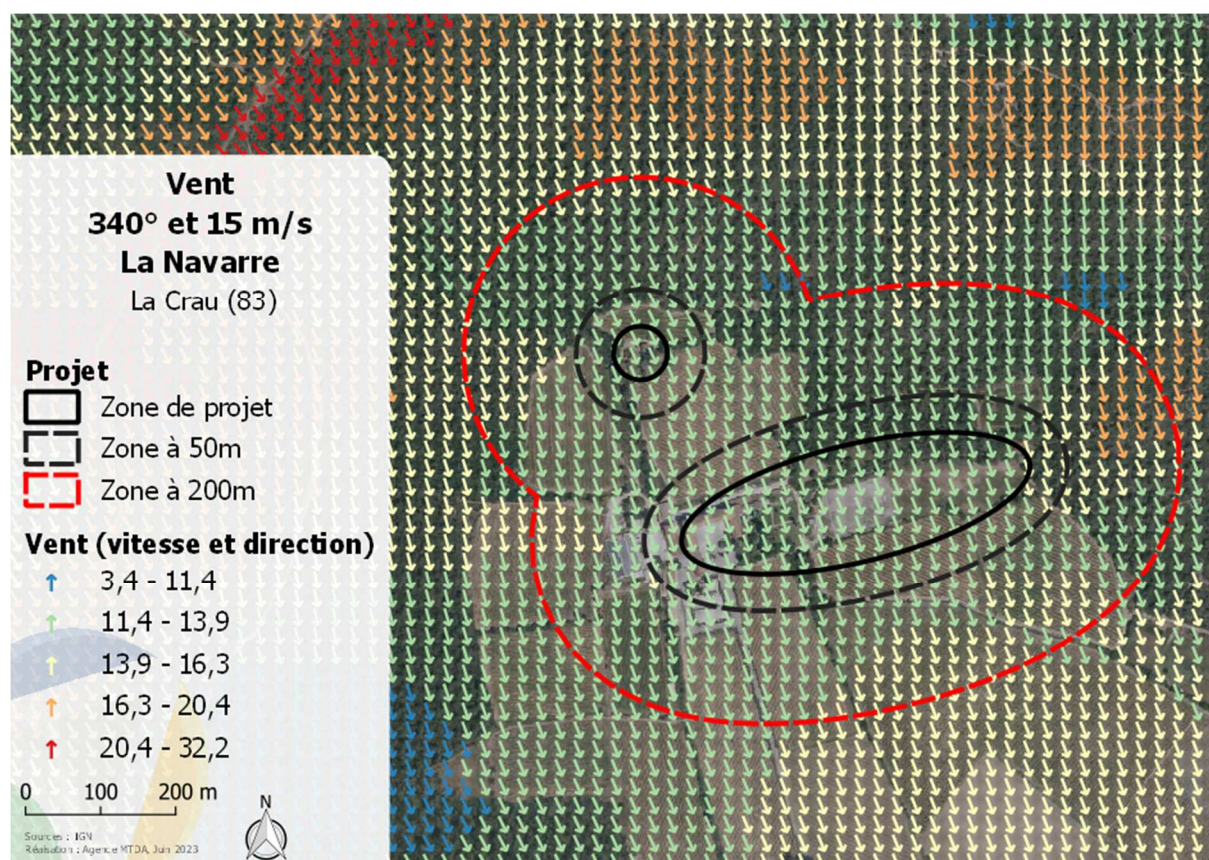 Vent
340° et 15 m/s
La Navarre
La Crau (83)
Projet
Zone de projet
Zone à 50m
Zone à 200m
Vent (vitesse et direction)
3,4 - 11,4
11,4 - 13,9
13,9 - 16,3
16,3 - 20,4
20,4 - 32,2
0 100 200 m
N
Sources : IGN
Réalisation : Agence MTDA, Juin 2023